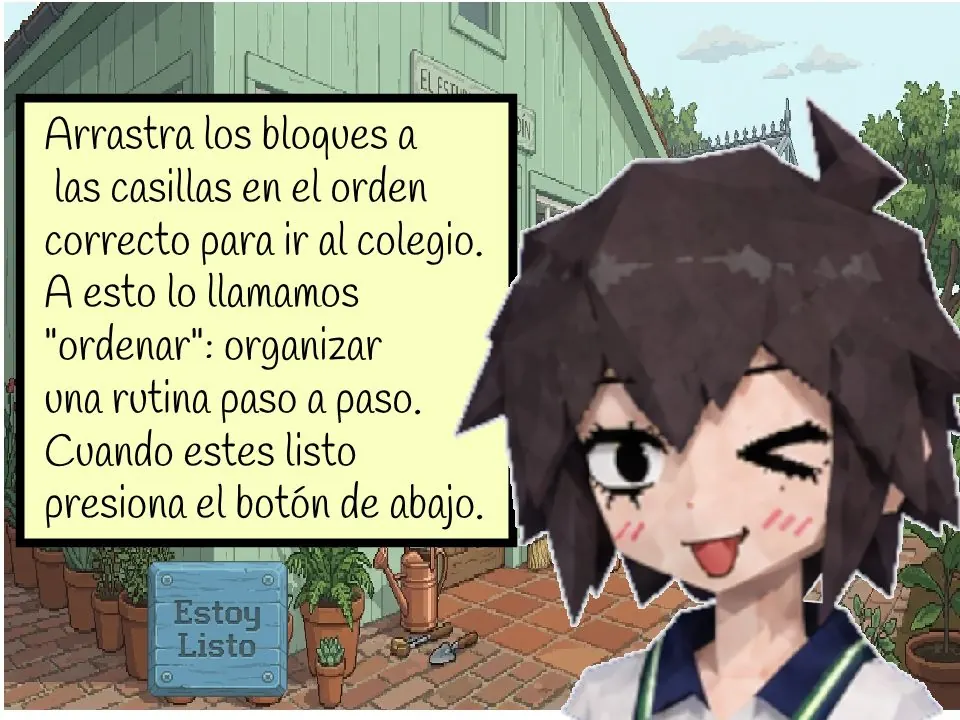 EL
Arrastra los bloques a
las casillas en el orden
correcto para ir al colegio.
A esto lo llamamos
"ordenar": organizar
una rutina paso a paso.
Cuando estes listo
presiona el botón de abajo.
Estoy
Listo